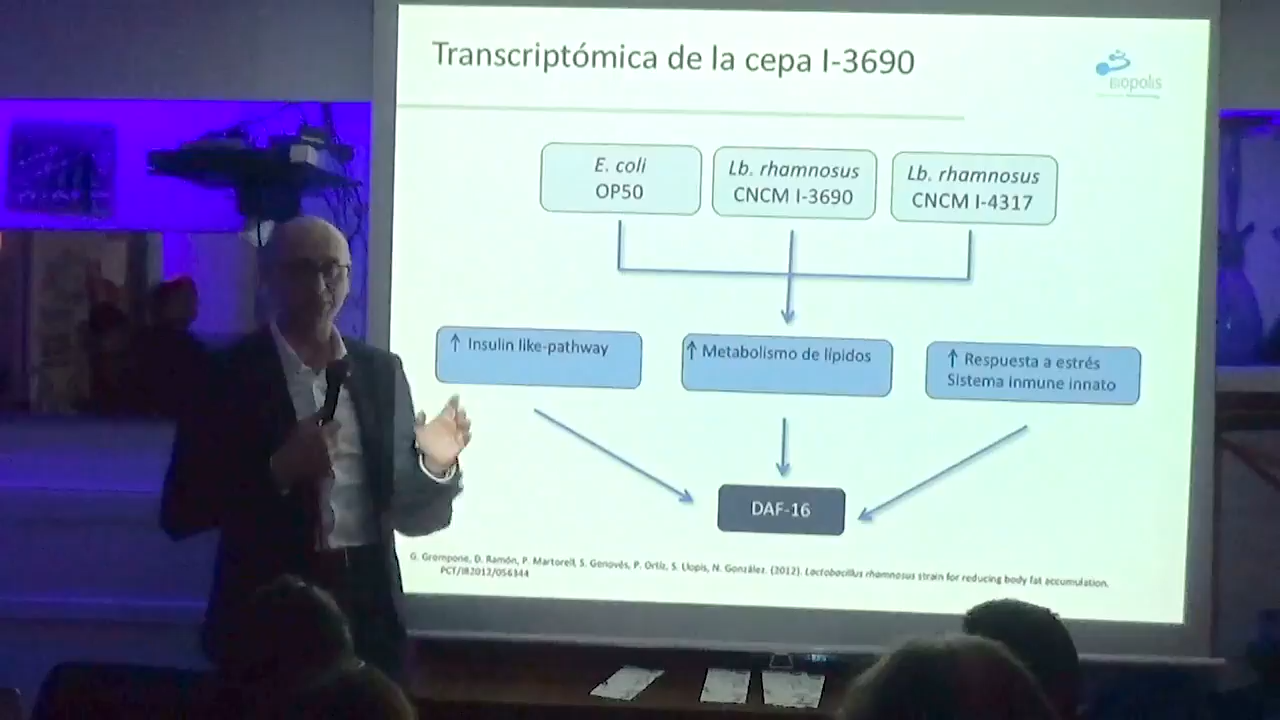 Transcriptómica de la cepa I-3690
Biopolis
E. coli
OP50
Lb. rhamnosus
CNCM I-3690
Lb. rhamnosus
CNCM I-4317
↑ Insulin like-pathway
↑ Metabolismo de lípidos
↑ Respuesta a estrés
Sistema inmune innato
DAF-16
G. Grompone, D. Ramón, P. Martorell, S. Genovés, P. Ortiz, S. Llopis, N. González. (2012). Lactobacillus rhamnosus strain for reducing body fat accumulation.
PCT/IB2012/056344